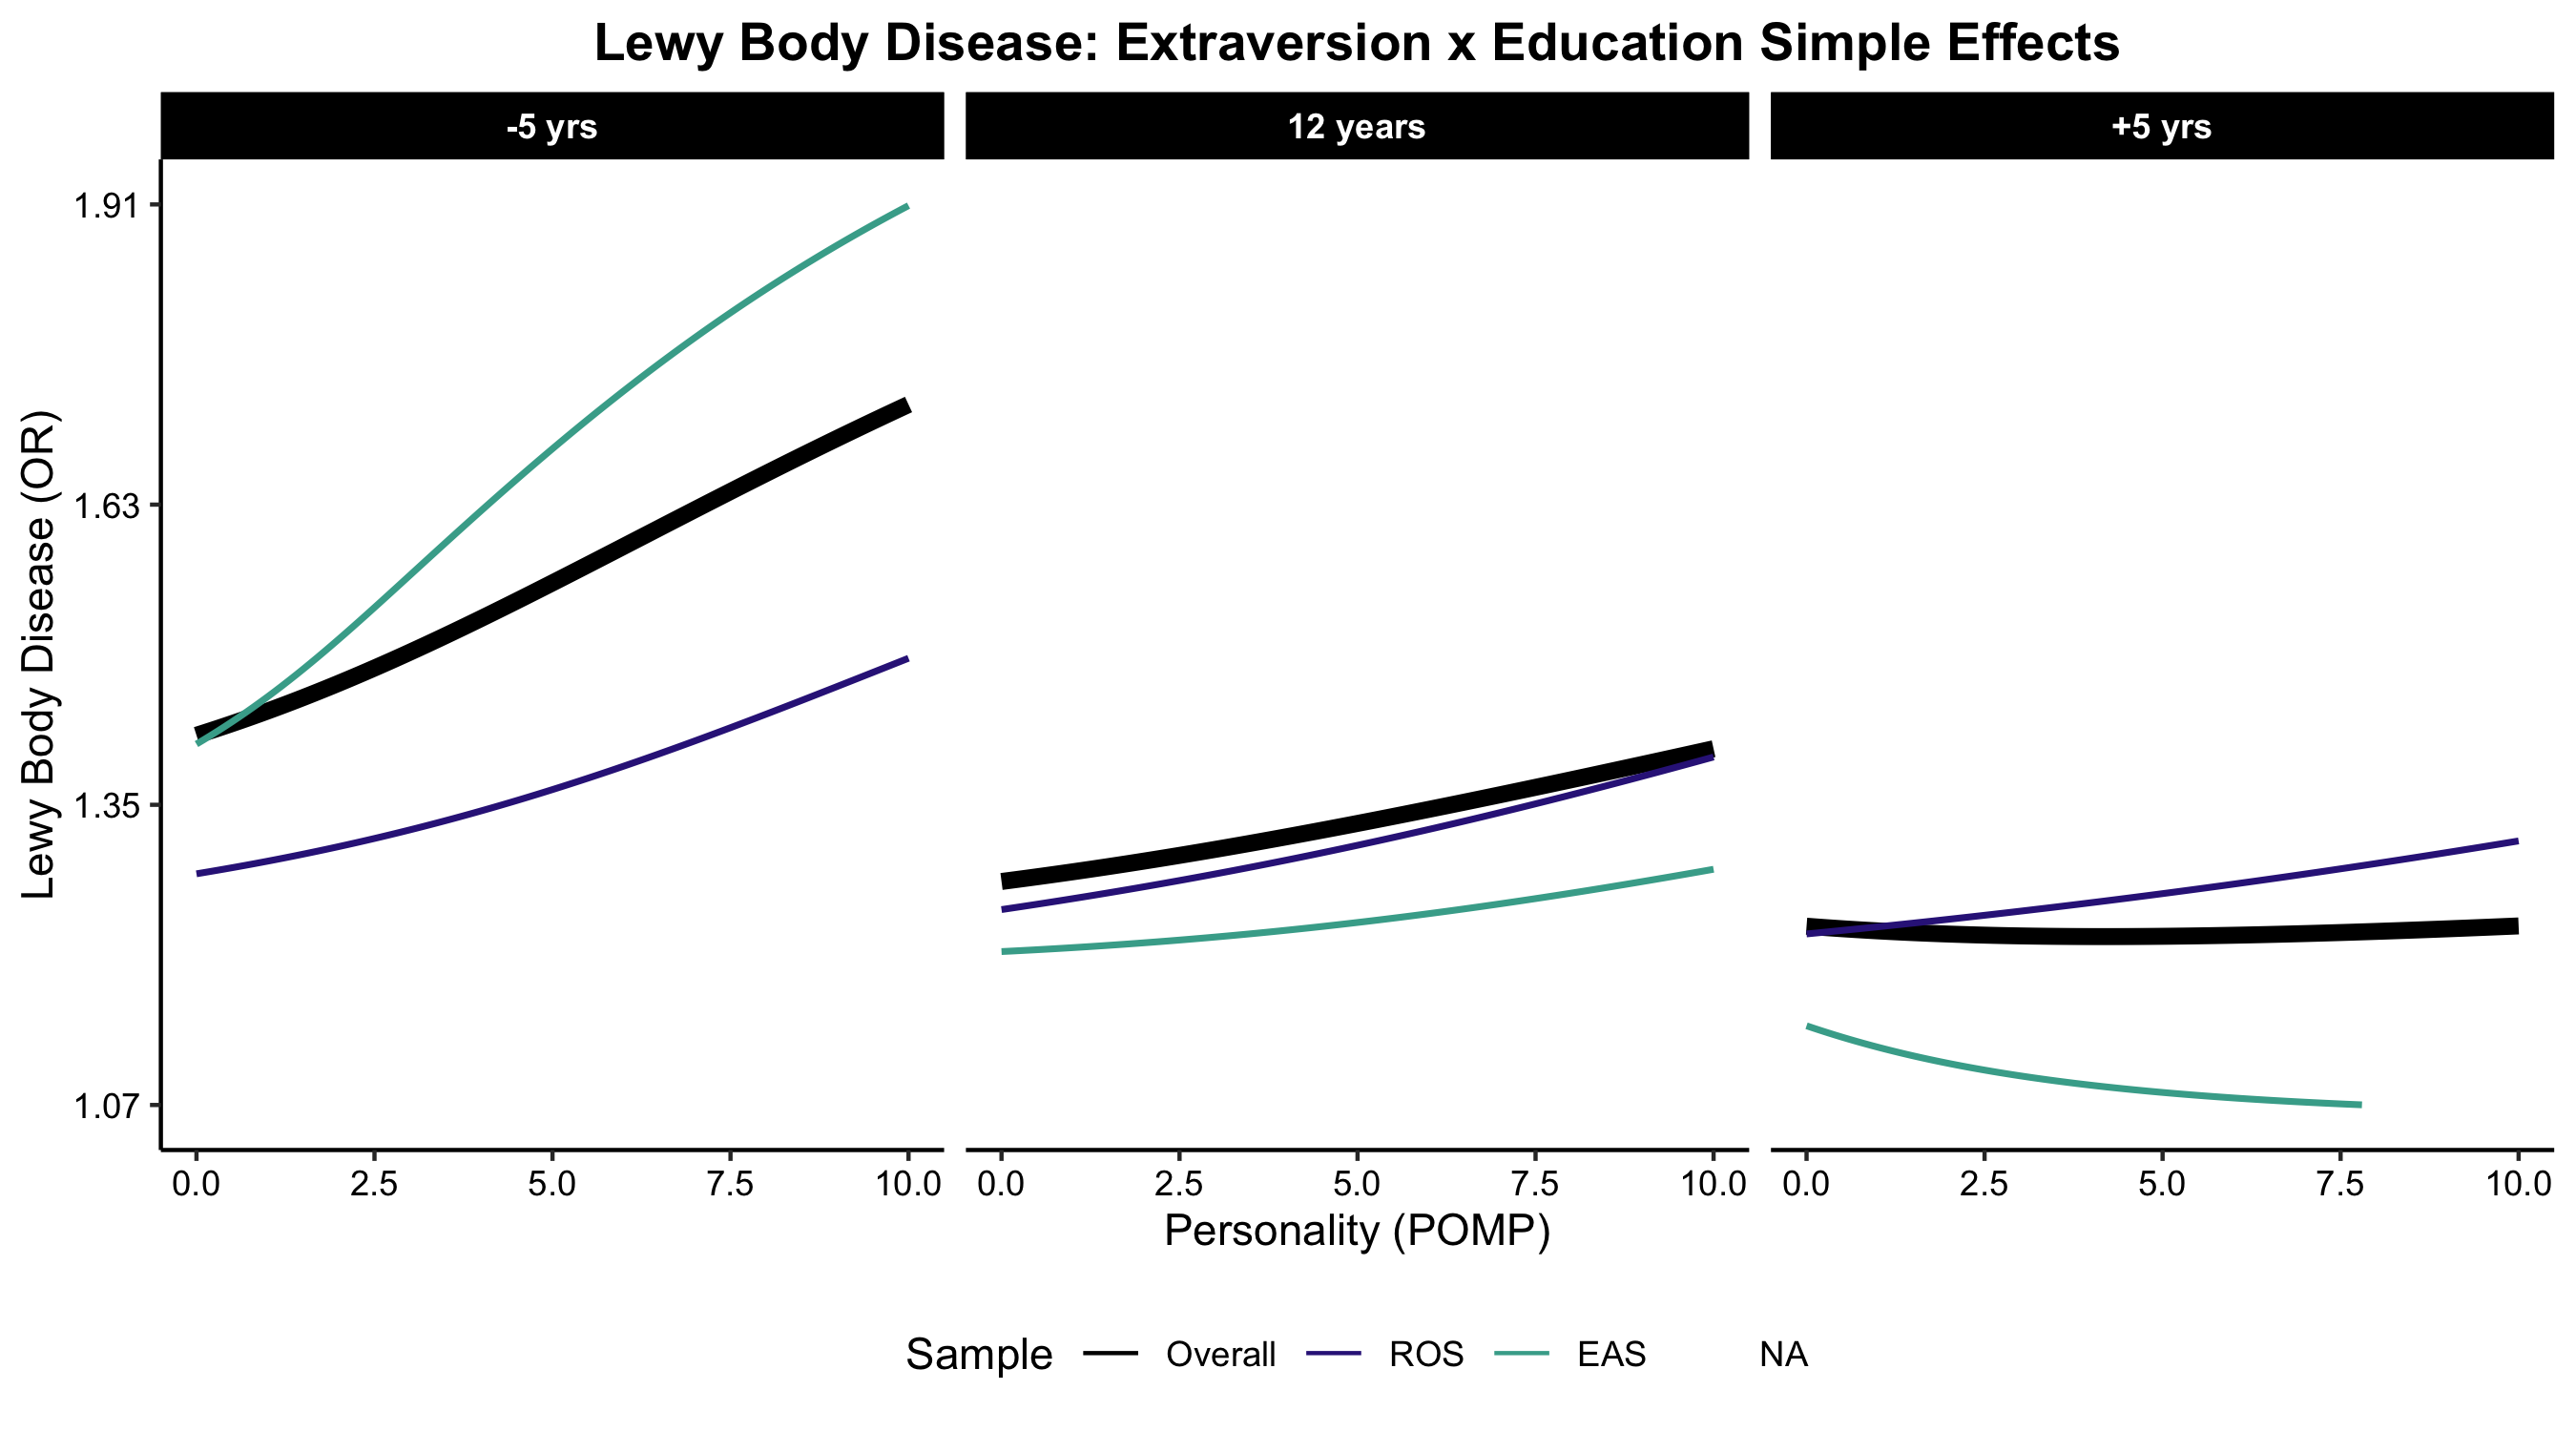 Lewy Body Disease: Extraversion x Education Simple Effects
-5 yrs
12 years
+5 yrs
Lewy Body Disease (OR)
1.91
1.63
1.35
1.07
0.0 2.5 5.0 7.5 10.0
0.0 2.5 5.0 7.5 10.0
0.0 2.5 5.0 7.5 10.0
Personality (POMP)
Sample Overall ROS EAS NA